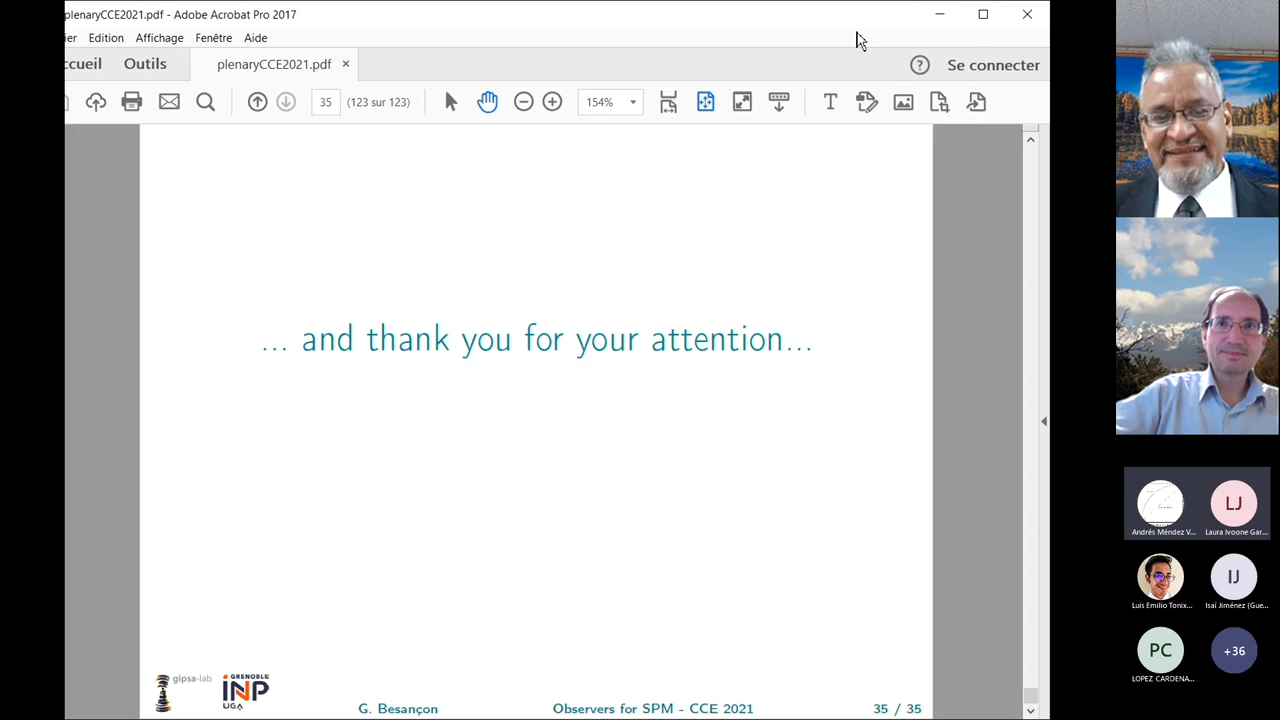 plenaryCCE2021.pdf - Adobe Acrobat Pro 2017
ier Edition Affichage Fenêtre Aide
ccueil Outils plenaryCCE2021.pdf × ? Se connecter
35 (123 sur 123) 154% T
... and thank you for your attention...
gipsa-lab GRENOBLE INP UGA
G. Besançon Observers for SPM - CCE 2021 35 / 35
LJ
Andrés Méndez V... Laura Ivoone Gar...
IJ
Luis Emilio Tonix... Isaí Jiménez (Gue...
PC +36
LOPEZ CARDENA...